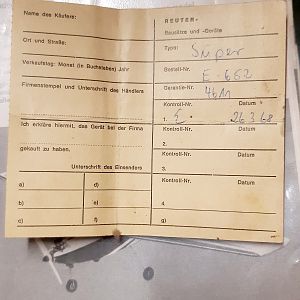 Name des Käufers:
Ort und Straße:
Verkaufstag: Monat (in Buchstaben) Jahr
Firmenstempel und Unterschrift des Händlers
Ich erkläre hiermit, das Gerät bei der Firma
gekauft zu haben.
Unterschrift des Einsenders
a) d)
b) e)
c) f)
REUTER-
Bausätze und -Geräte
Type: Super
Bestell-Nr. E-652
Garantie-Nr.
Kontroll-Nr. Datum
1. 26 3 68
Kontroll-Nr. Datum
2.
Kontroll-Nr. Datum
3.
Kontroll-Nr. Datum
4.
g)